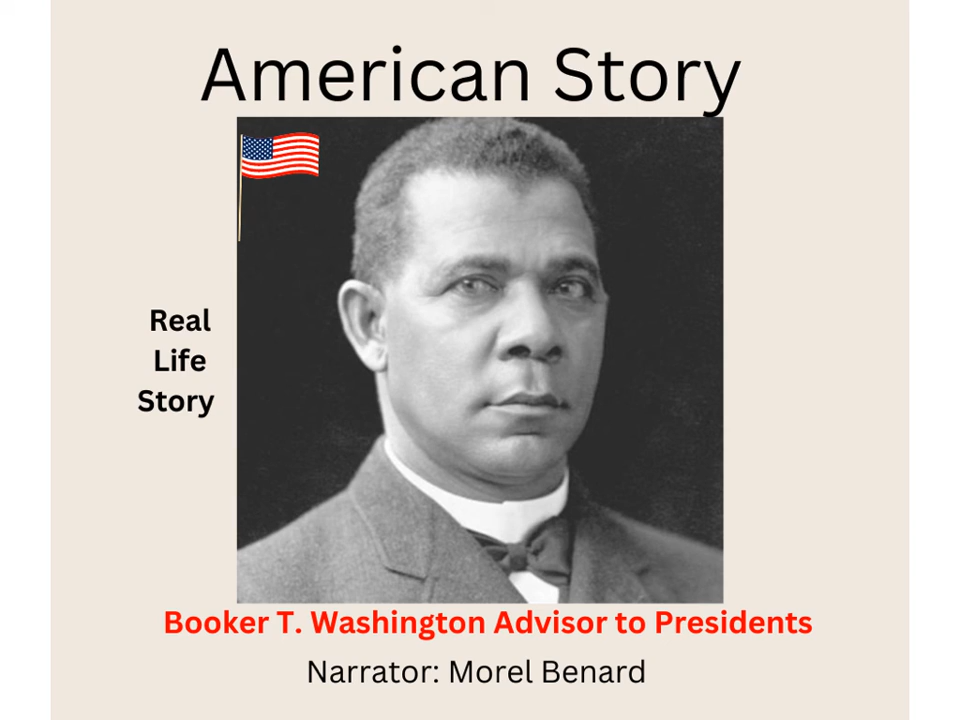 American Story
Real
Life
Story
Booker T. Washington Advisor to Presidents
Narrator: Morel Benard